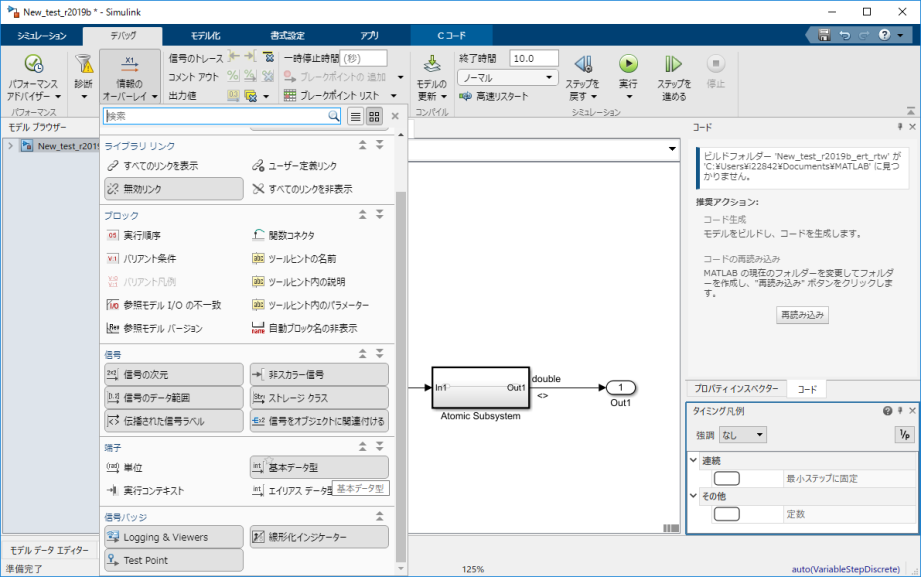 New_test_r2019b * - Simulink
シミュレーション
デバッグ
モデル化
書式設定
アプリ
C コード
パフォーマンス
アドバイザー
パフォーマンス
診断
情報の
オーバーレイ
信号のトレース
コメント アウト
出力値
一時停止時間 (秒)
ブレークポイントの 追加
ブレークポイント リスト
モデルの
更新
コンパイル
終了時間 10.0
ノーマル
高速リスタート
ステップを
戻す
実行
ステップを
進める
停止
シミュレーション
モデル ブラウザー
New_test_r2019
検索
ライブラリ リンク
すべてのリンクを表示
ユーザー定義リンク
無効リンク
すべてのリンクを非表示
ブロック
実行順序
関数コネクタ
バリアント条件
ツールヒントの名前
バリアント凡例
ツールヒント内の説明
参照モデル I/O の不一致
ツールヒント内のパラメーター
参照モデル バージョン
自動ブロック名の非表示
信号
信号の次元
非スカラー信号
信号のデータ範囲
ストレージ クラス
伝播された信号ラベル
信号をオブジェクトに関連付ける
端子
単位
基本データ型
実行コンテキスト
エイリアス データ型
基本データ型
信号バッジ
Logging & Viewers
線形化インジケーター
Test Point
In1
Out1
Atomic Subsystem
double
<>
1
Out1
コード
ビルドフォルダー 'New_test_r2019b_ert_rtw' が
'C:¥Users¥i22842¥Documents¥MATLAB' に見つ
かりません。
推奨アクション:
コード生成
モデルをビルドし、コードを生成します。
コードの再読み込み
MATLAB の現在のフォルダーを変更してフォルダ
ーを作成し、"再読み込み" ボタンをクリックしま
す。
再読み込み
プロパティ インスペクター
コード
タイミング凡例
強調 なし
1/P
連続
最小ステップに固定
その他
定数
モデル データ エディター
準備完了
125%
auto(VariableStepDiscrete)